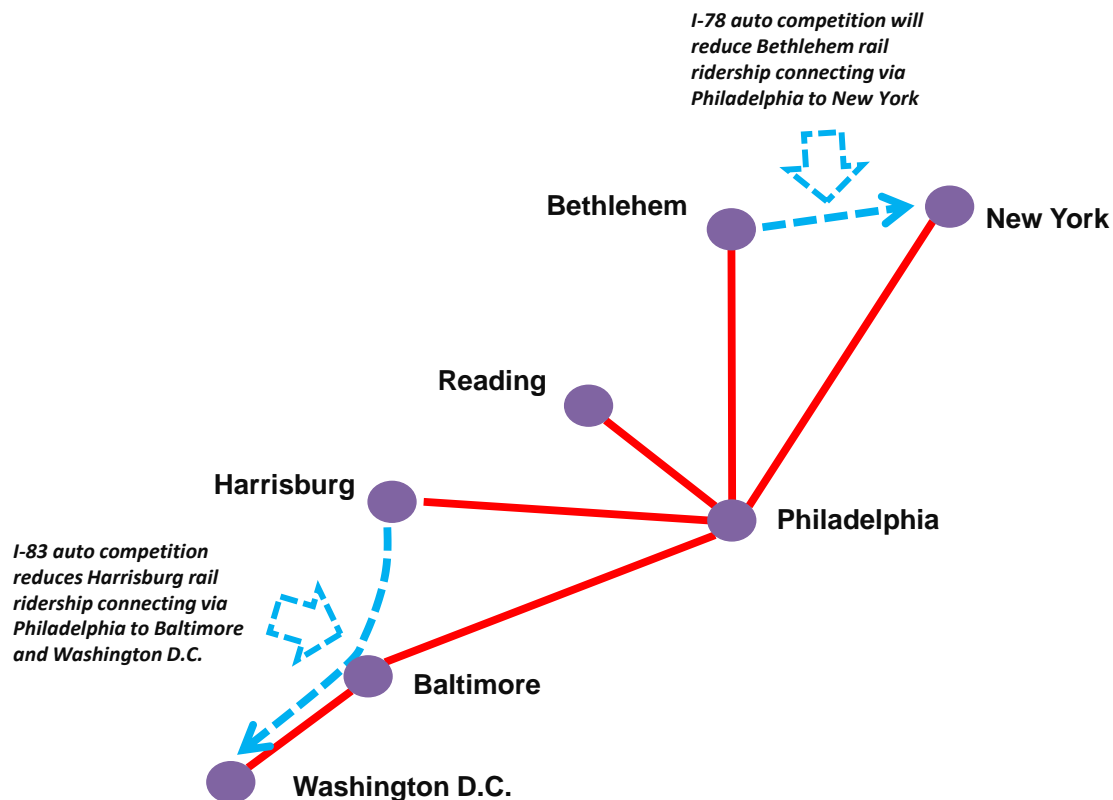 I-78 auto competition will
reduce Bethlehem rail
ridership connecting via
Philadelphia to New York
Bethlehem
New York
Reading
Harrisburg
Philadelphia
I-83 auto competition
reduces Harrisburg rail
ridership connecting via
Philadelphia to Baltimore
and Washington D.C.
Baltimore
Washington D.C.